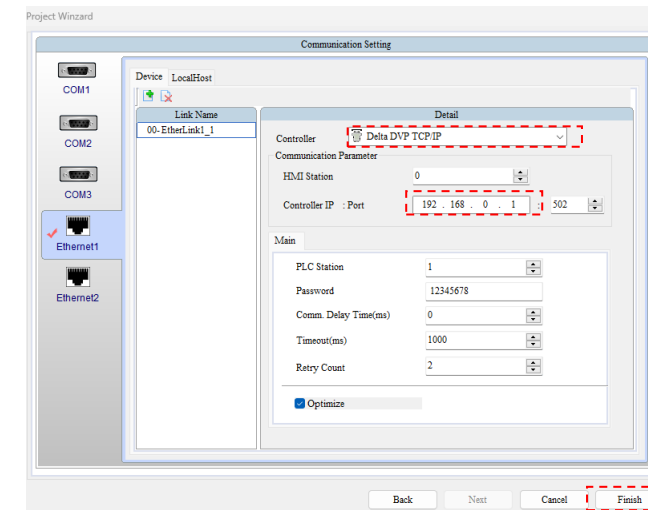 Project Winzard
Communication Setting
COM1
COM2
COM3
Ethernet1
Ethernet2
Device LocalHost
Link Name
00- EtherLink1_1
Detail
Controller Delta DVP TCP/IP
Communication Parameter
HMI Station 0
Controller IP : Port 192 . 168 . 0 . 1 : 502
Main
PLC Station 1
Password 12345678
Comm. Delay Time(ms) 0
Timeout(ms) 1000
Retry Count 2
Optimize
Back Next Cancel Finish